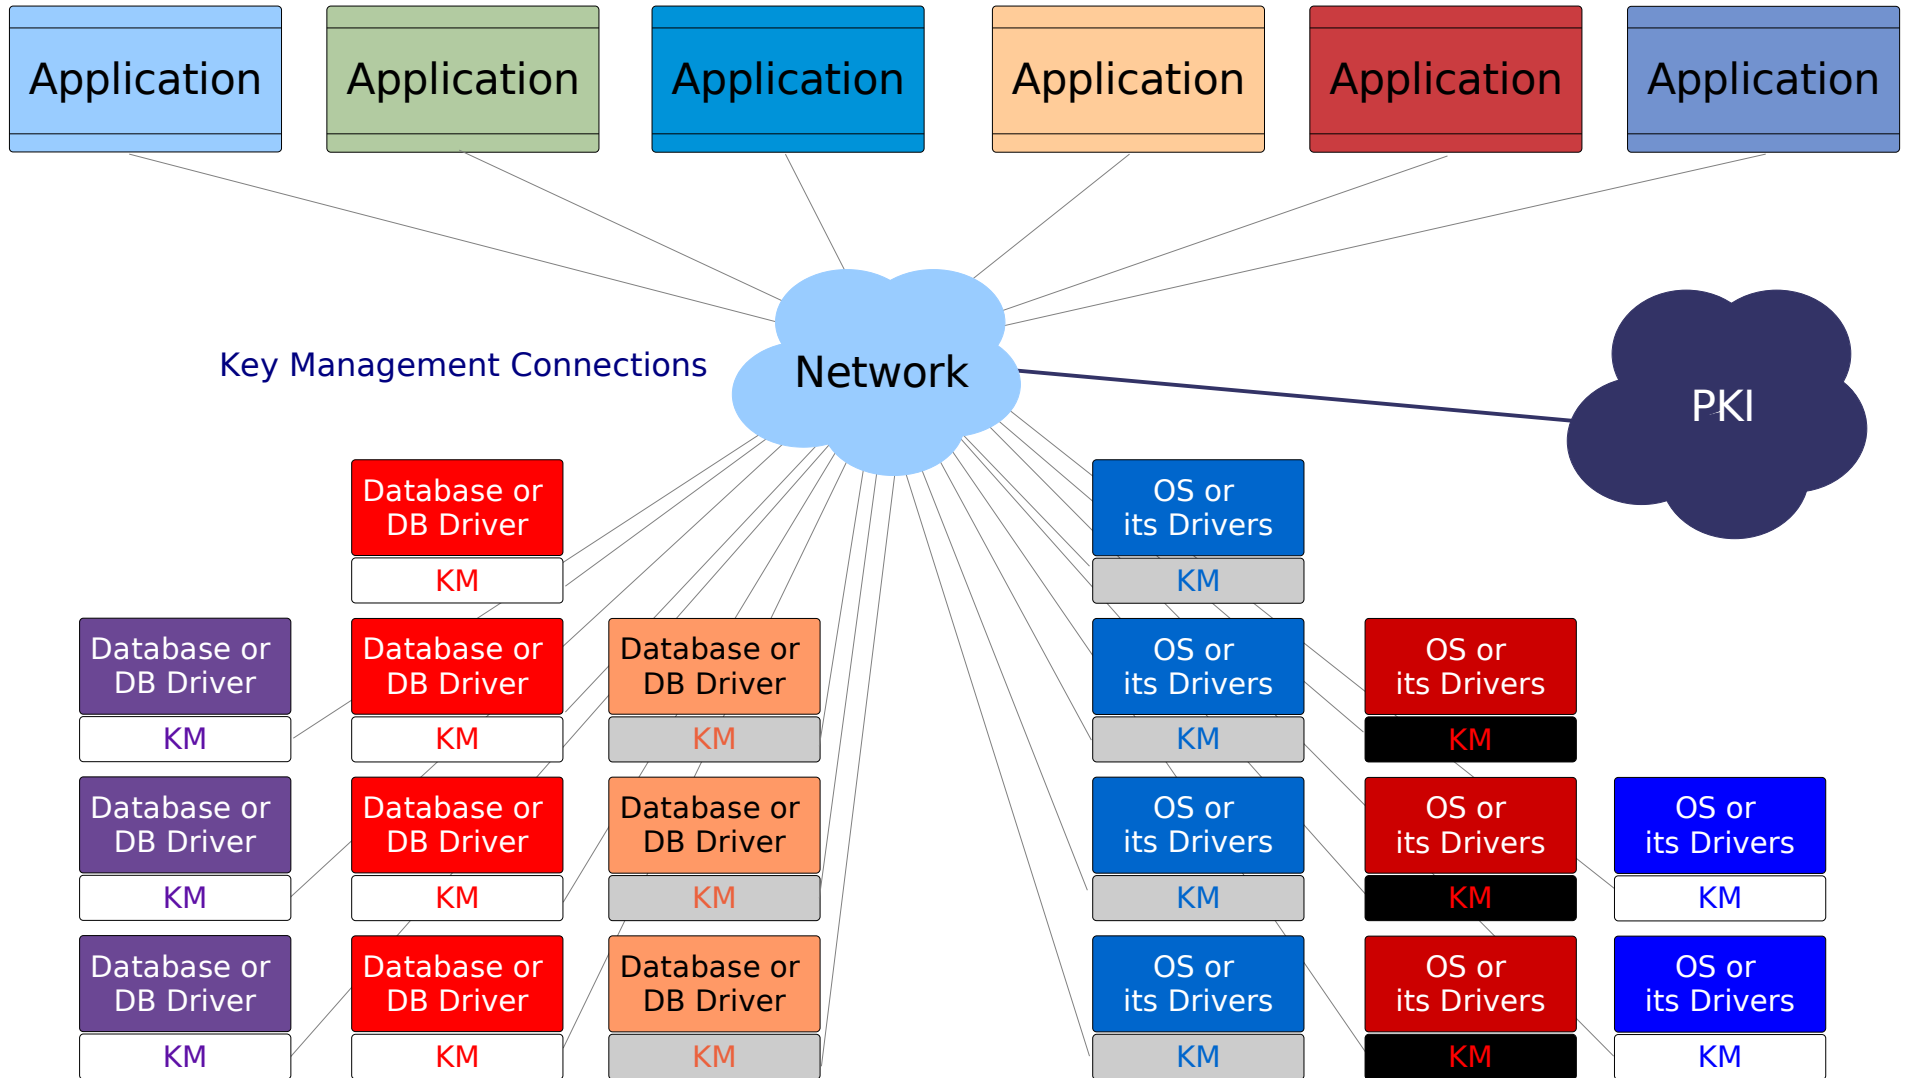 Application
Application
Application
Application
Application
Application
Key Management Connections
Network
PKI
Database or
DB Driver
KM
OS or
its Drivers
KM
Database or
DB Driver
KM
Database or
DB Driver
KM
Database or
DB Driver
KM
OS or
its Drivers
KM
OS or
its Drivers
KM
Database or
DB Driver
KM
Database or
DB Driver
KM
Database or
DB Driver
KM
OS or
its Drivers
KM
OS or
its Drivers
KM
OS or
its Drivers
KM
Database or
DB Driver
KM
Database or
DB Driver
KM
Database or
DB Driver
KM
OS or
its Drivers
KM
OS or
its Drivers
KM
OS or
its Drivers
KM